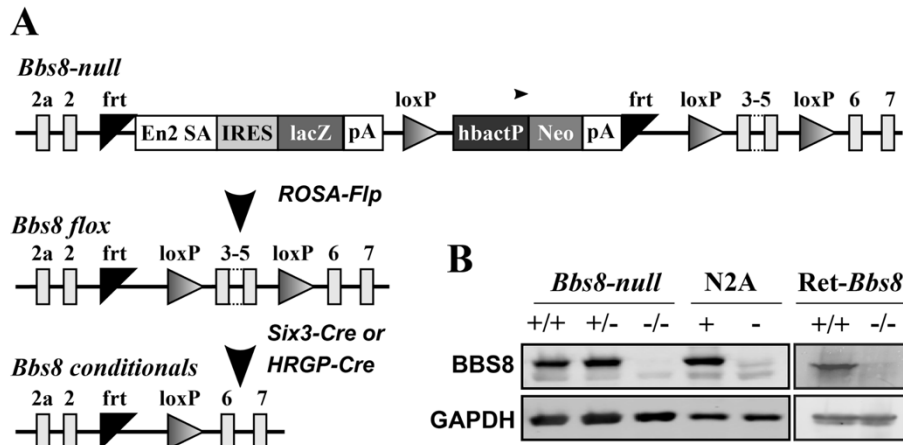 A
Bbs8-null
2a 2 frt loxP frt loxP 3-5 loxP 6 7
En2 SA IRES lacZ pA hbactP Neo pA
ROSA-Flp
Bbs8 flox
2a 2 frt loxP 3-5 loxP 6 7
Six3-Cre or
HRGP-Cre
Bbs8 conditionals
2a 2 frt loxP 6 7
B
Bbs8-null N2A Ret-Bbs8
+/+ +/- -/- + - +/+ -/-
BBS8
GAPDH